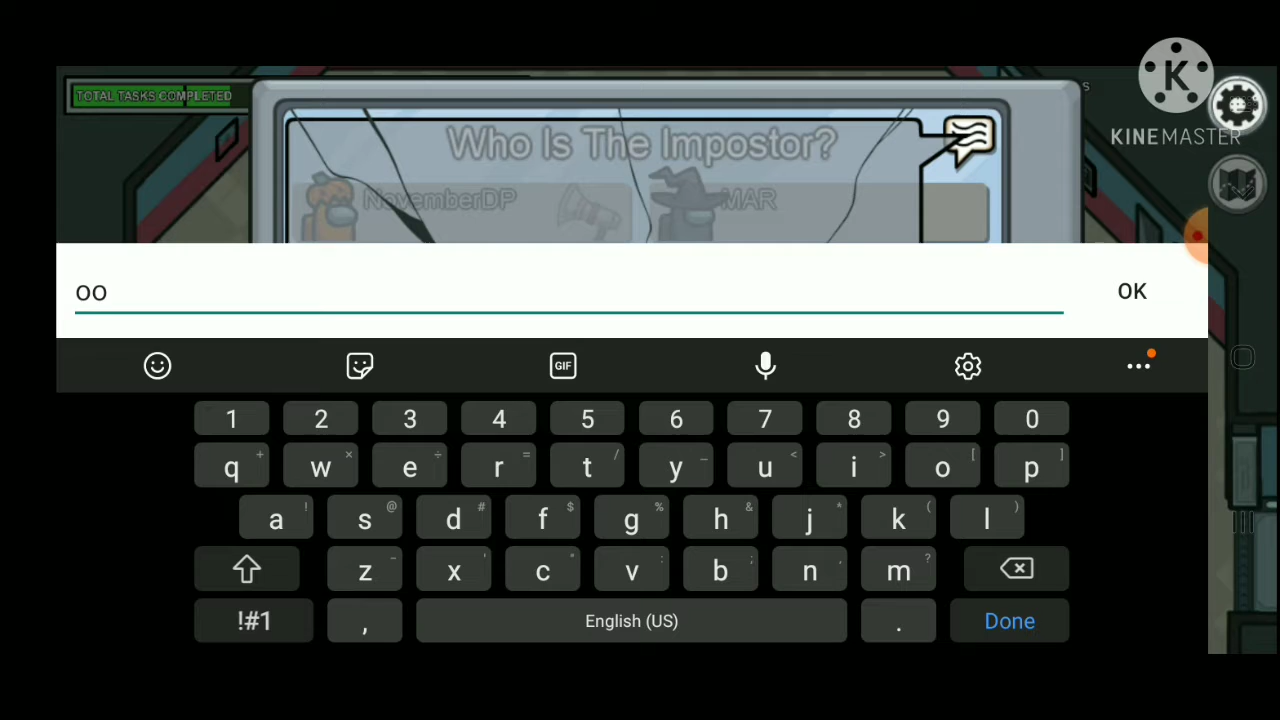 TOTAL TASKS COMPLETED
s
KINEMASTER
Who Is The Impostor?
NovemberDP
MAR
oo
OK
GIF
1 2 3 4 5 6 7 8 9 0
q + w × e ÷ r = t / y _ u < i > o [ p ]
a ! s @ d # f $ g % h & j * k ( l )
z - x ' c " v : b ; n , m ?
!#1 , English (US) . Done